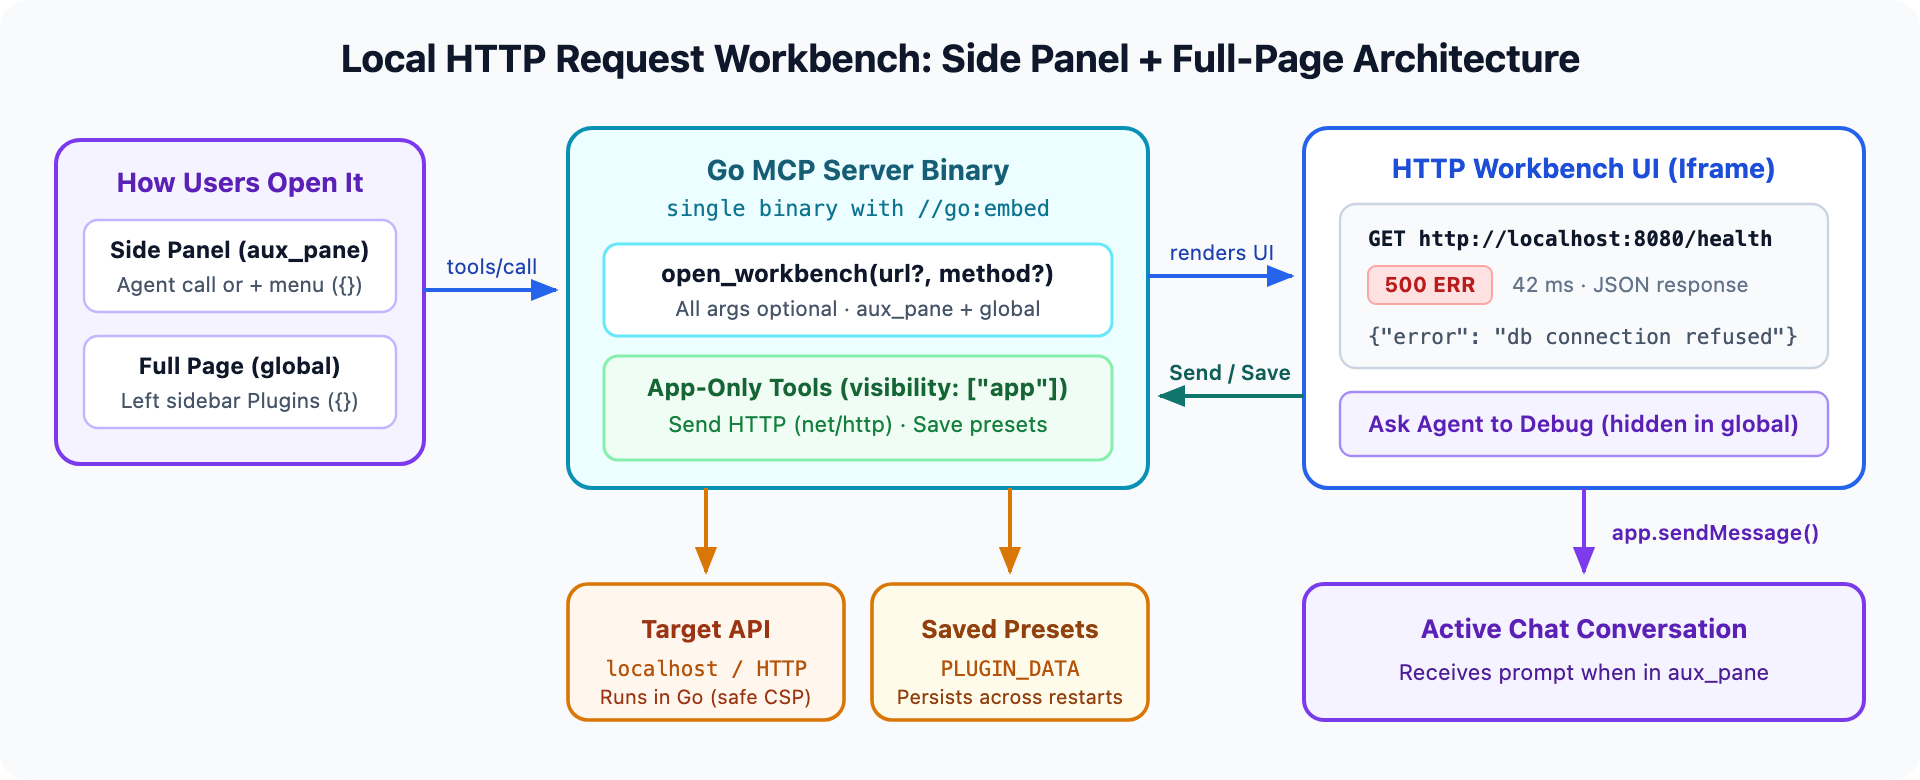 Local HTTP Request Workbench: Side Panel + Full-Page Architecture
How Users Open It
Side Panel (aux_pane)
Agent call or + menu ({})
Full Page (global)
Left sidebar Plugins ({})
tools/call
Go MCP Server Binary
single binary with //go:embed
open_workbench(url?, method?)
All args optional · aux_pane + global
App-Only Tools (visibility: ["app"])
Send HTTP (net/http) · Save presets
renders UI
Send / Save
HTTP Workbench UI (Iframe)
GET http://localhost:8080/health
500 ERR
42 ms · JSON response
{"error": "db connection refused"}
Ask Agent to Debug (hidden in global)
app.sendMessage()
Target API
localhost / HTTP
Runs in Go (safe CSP)
Saved Presets
PLUGIN_DATA
Persists across restarts
Active Chat Conversation
Receives prompt when in aux_pane